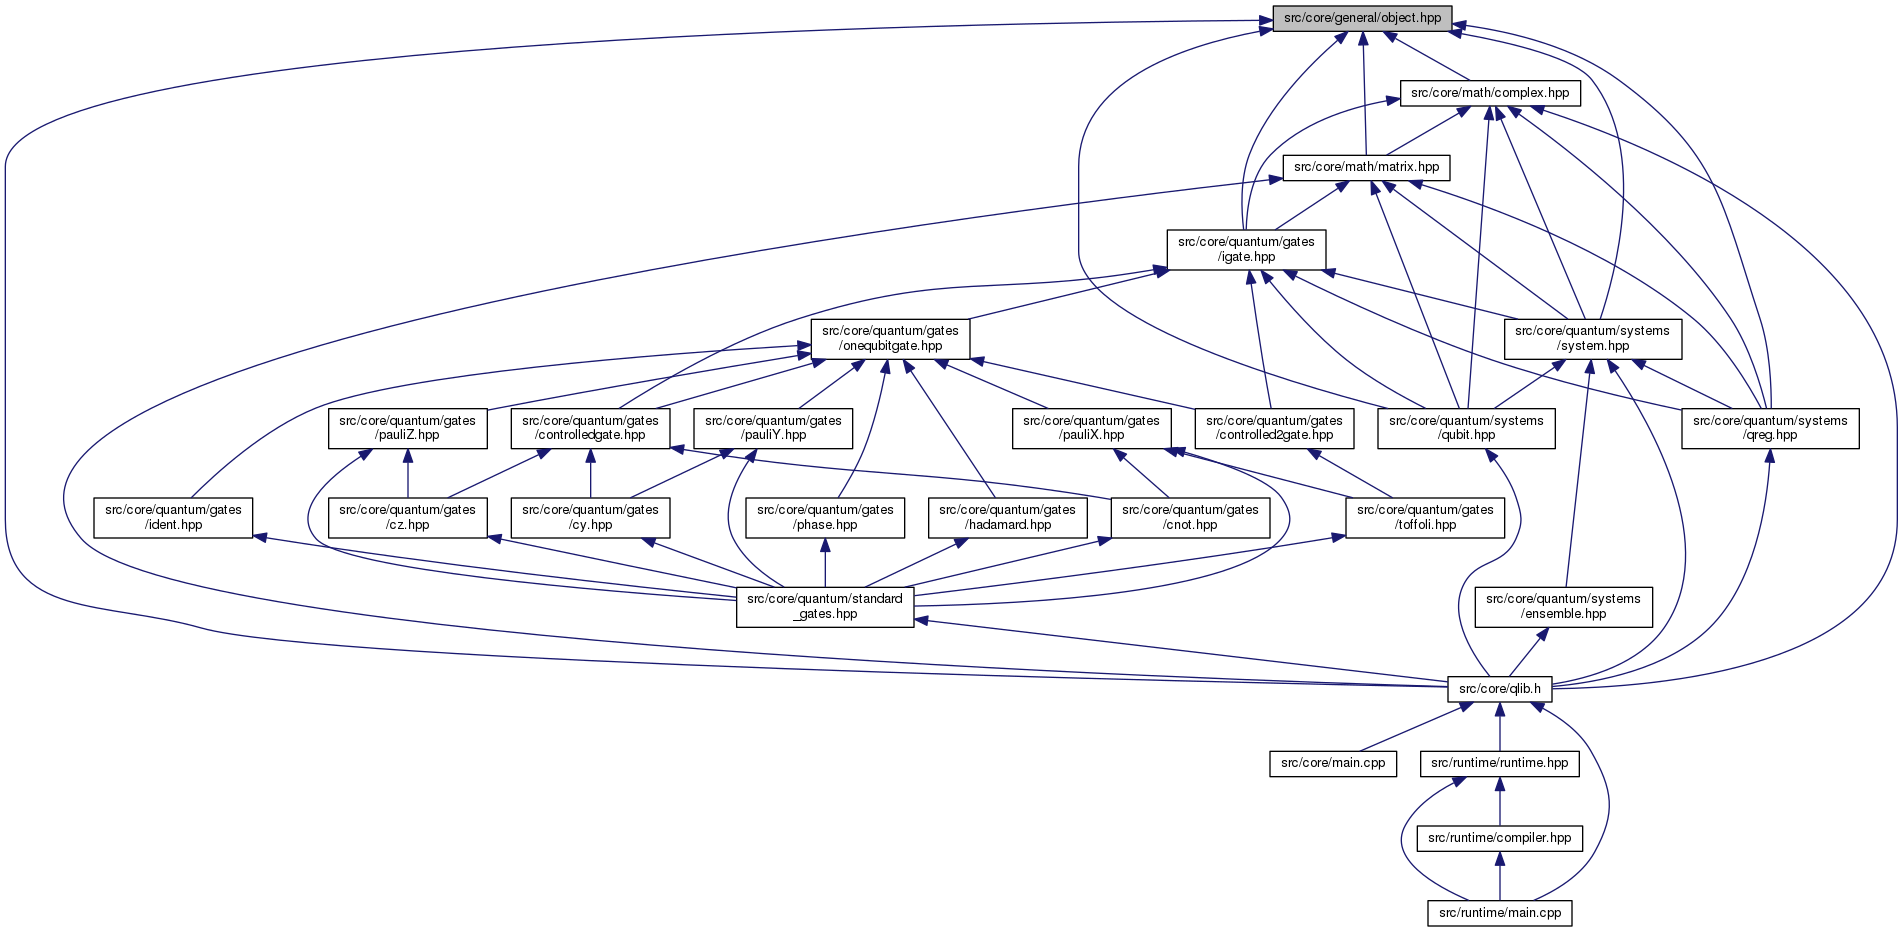 src/core/general/object.hpp
src/core/math/complex.hpp
src/core/math/matrix.hpp
src/core/quantum/gates
/igate.hpp
src/core/quantum/gates
/onequbitgate.hpp
src/core/quantum/systems
/system.hpp
src/core/quantum/gates
/pauliZ.hpp
src/core/quantum/gates
/controlledgate.hpp
src/core/quantum/gates
/pauliY.hpp
src/core/quantum/gates
/pauliX.hpp
src/core/quantum/gates
/controlled2gate.hpp
src/core/quantum/systems
/qubit.hpp
src/core/quantum/systems
/qreg.hpp
src/core/quantum/gates
/ident.hpp
src/core/quantum/gates
/cz.hpp
src/core/quantum/gates
/cy.hpp
src/core/quantum/gates
/phase.hpp
src/core/quantum/gates
/hadamard.hpp
src/core/quantum/gates
/cnot.hpp
src/core/quantum/gates
/toffoli.hpp
src/core/quantum/standard
_gates.hpp
src/core/quantum/systems
/ensemble.hpp
src/core/qlib.h
src/core/main.cpp
src/runtime/runtime.hpp
src/runtime/compiler.hpp
src/runtime/main.cpp